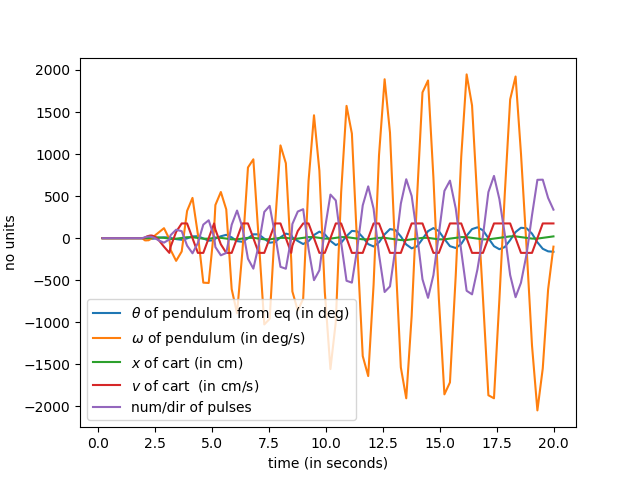 2000
1500
1000
500
0
−500
−1000
−1500
−2000
no units
θ of pendulum from eq (in deg)
ω of pendulum (in deg/s)
x of cart (in cm)
v of cart  (in cm/s)
num/dir of pulses
0.0 2.5 5.0 7.5 10.0 12.5 15.0 17.5 20.0
time (in seconds)